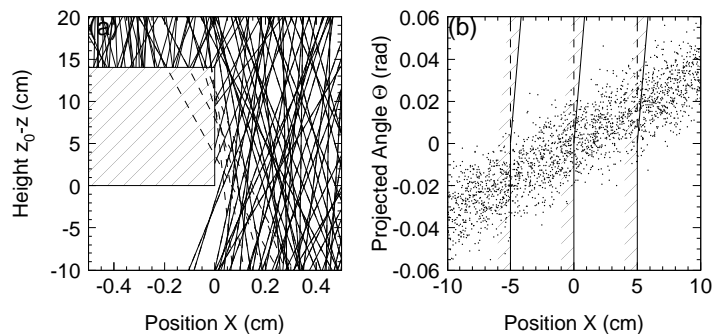 (a)
20
15
10
5
0
-5
-10
Height z0-z (cm)
-0.4 -0.2 0 0.2 0.4
Position X (cm)
(b)
0.06
0.04
0.02
0
-0.02
-0.04
-0.06
Projected Angle Θ (rad)
-10 -5 0 5 10
Position X (cm)